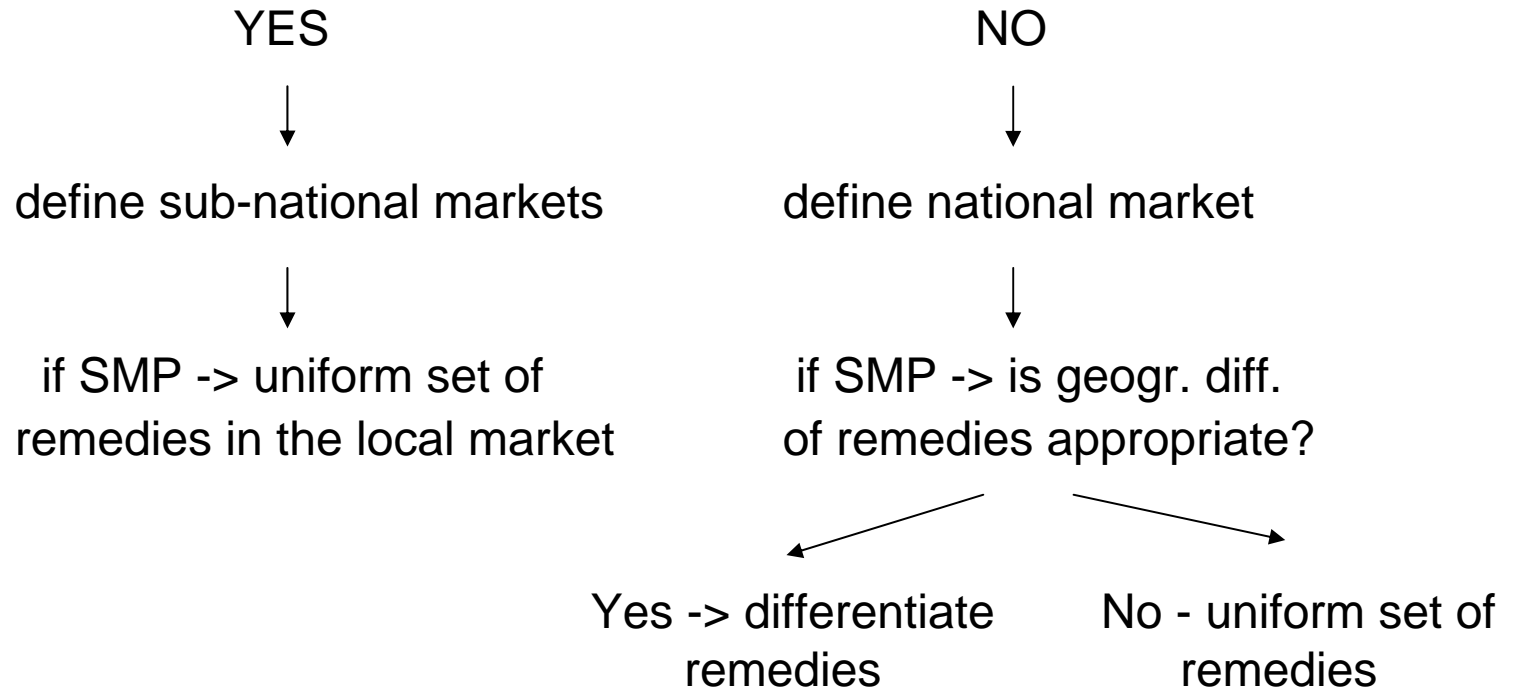 YES
NO
define sub-national markets
define national market
if SMP -> uniform set of
remedies in the local market
if SMP -> is geogr. diff.
of remedies appropriate?
Yes -> differentiate
remedies
No - uniform set of
remedies